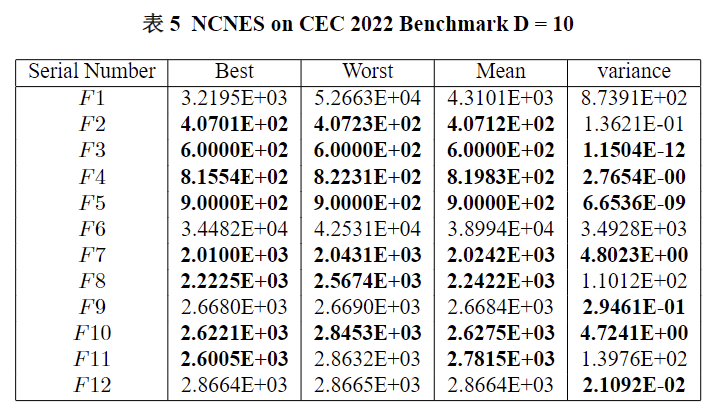 表 5 NCNES on CEC 2022 Benchmark D = 10
Serial Number Best Worst Mean variance
F1 3.2195E+03 5.2663E+04 4.3101E+03 8.7391E+02
F2 4.0701E+02 4.0723E+02 4.0712E+02 1.3621E-01
F3 6.0000E+02 6.0000E+02 6.0000E+02 1.1504E-12
F4 8.1554E+02 8.2231E+02 8.1983E+02 2.7654E-00
F5 9.0000E+02 9.0000E+02 9.0000E+02 6.6536E-09
F6 3.4482E+04 4.2531E+04 3.8994E+04 3.4928E+03
F7 2.0100E+03 2.0431E+03 2.0242E+03 4.8023E+00
F8 2.2225E+03 2.5674E+03 2.2422E+03 1.1012E+02
F9 2.6680E+03 2.6690E+03 2.6684E+03 2.9461E-01
F10 2.6221E+03 2.8453E+03 2.6275E+03 4.7241E+00
F11 2.6005E+03 2.8632E+03 2.7815E+03 1.3976E+02
F12 2.8664E+03 2.8665E+03 2.8664E+03 2.1092E-02